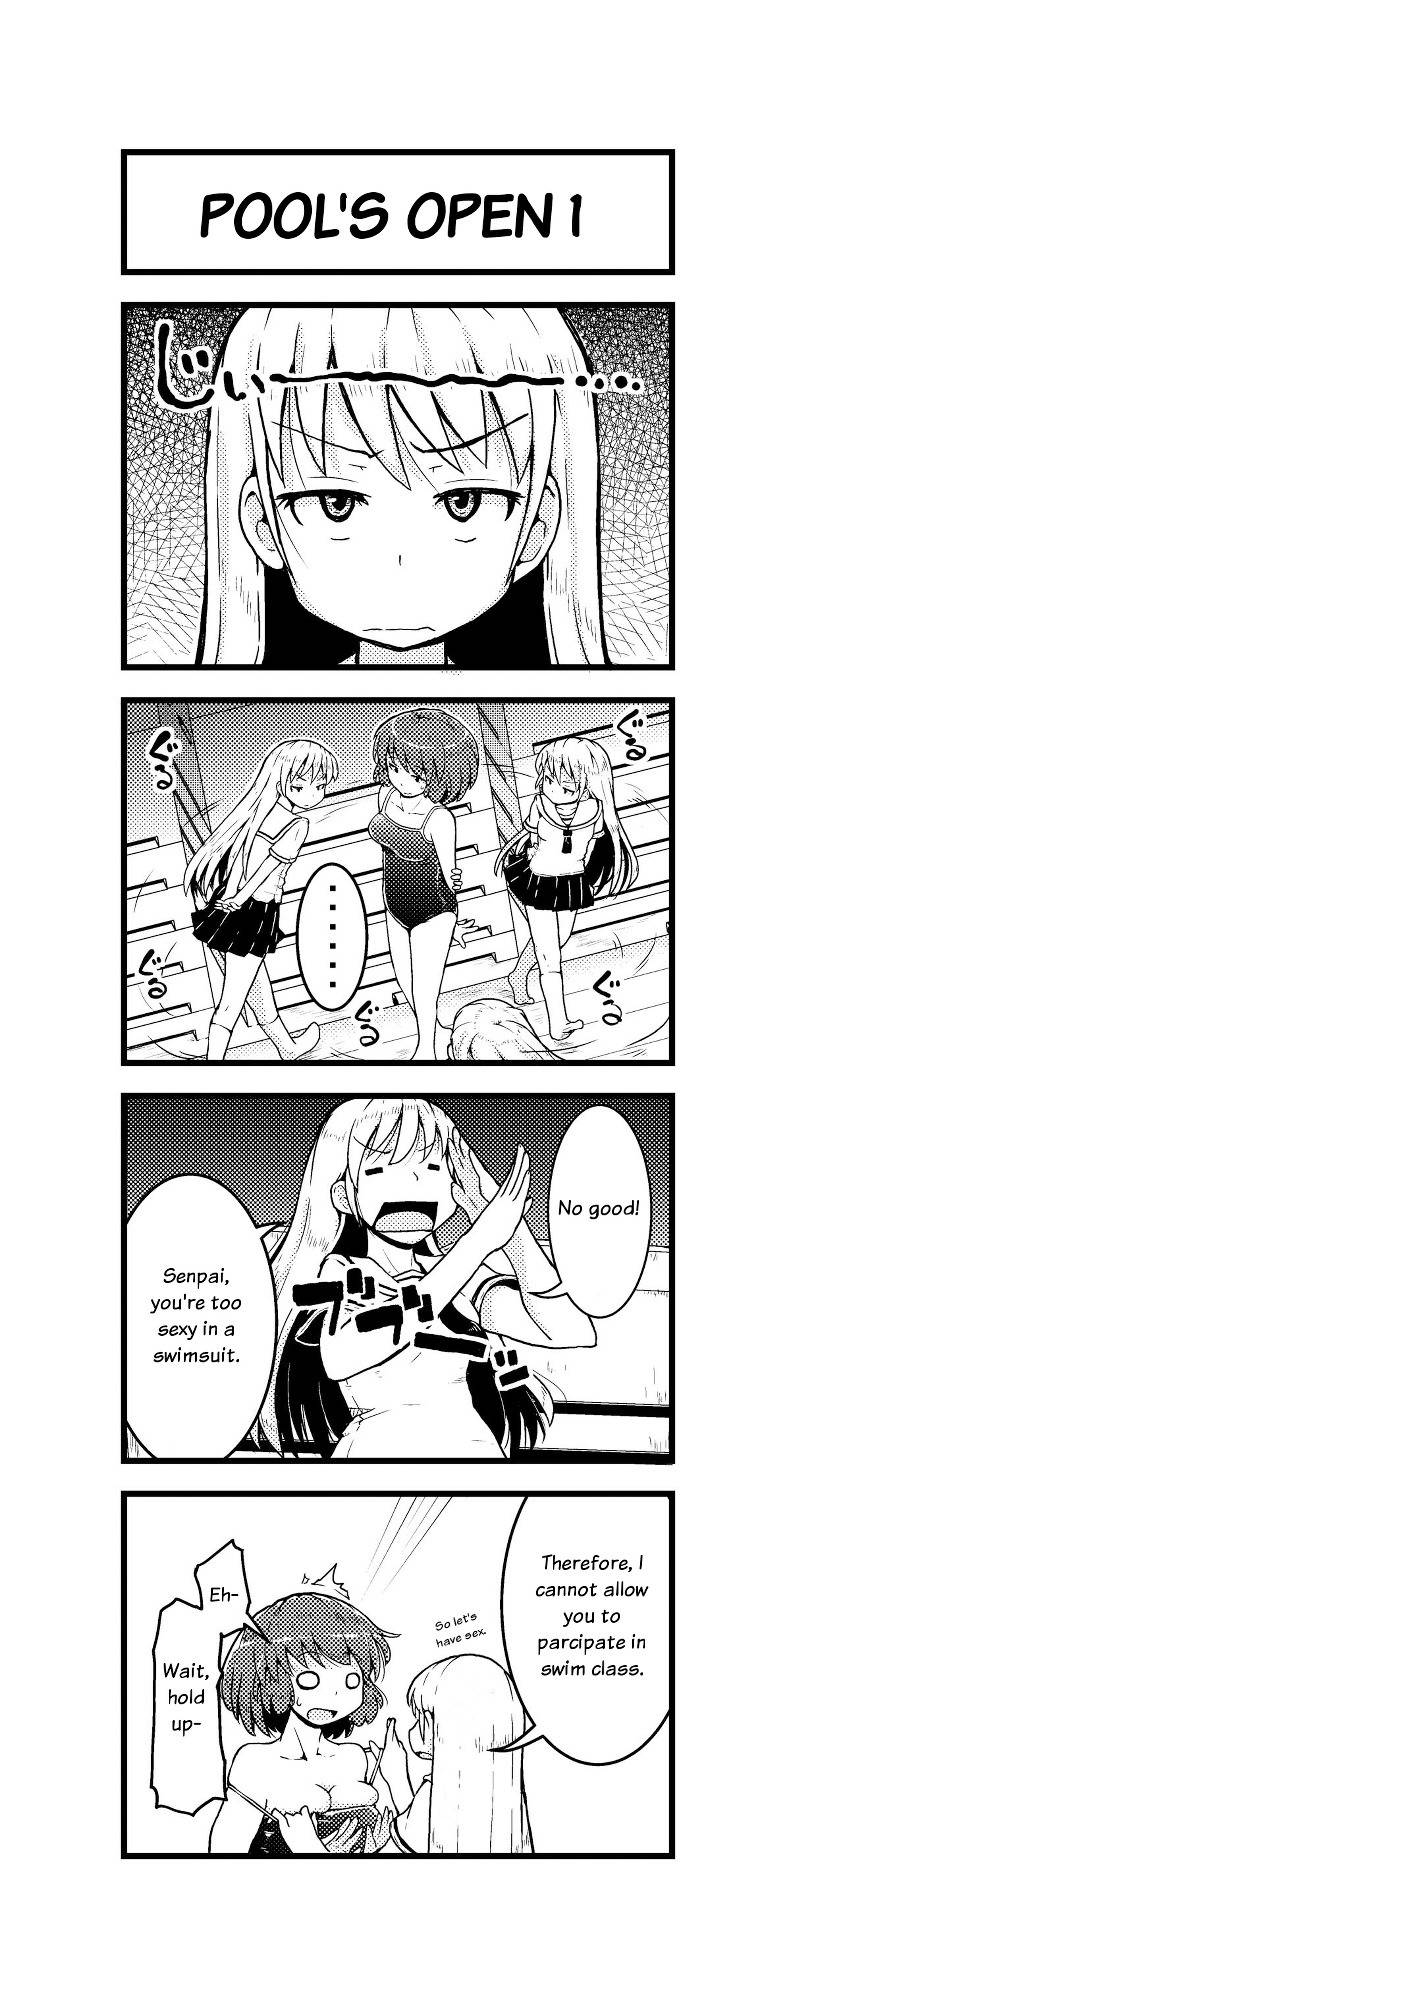 POOL'S OPEN 1
じぃー‥‥
ぐる
ぐる
ぐる
ぐる
ぐる
・・・・・・
No good!
Senpai,
you're too
sexy in a
swimsuit.
Therefore, I
cannot allow
you to
parcipate in
swim class.
So let's
have sex.
Eh-
Wait,
hold
up-